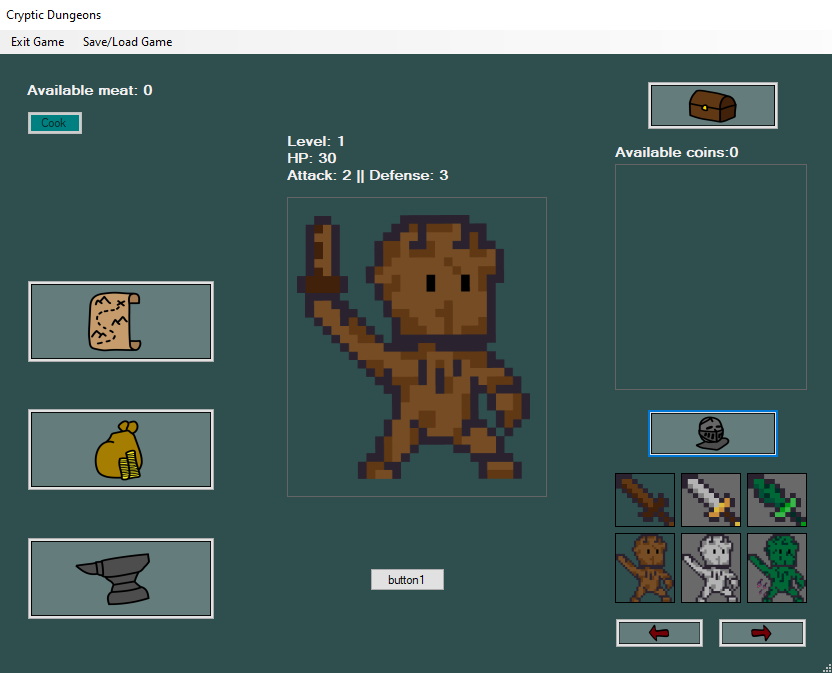 Cryptic Dungeons
Exit Game Save/Load Game
Available meat: 0
Cook
Level: 1
HP: 30
Attack: 2 || Defense: 3
Available coins:0
button1